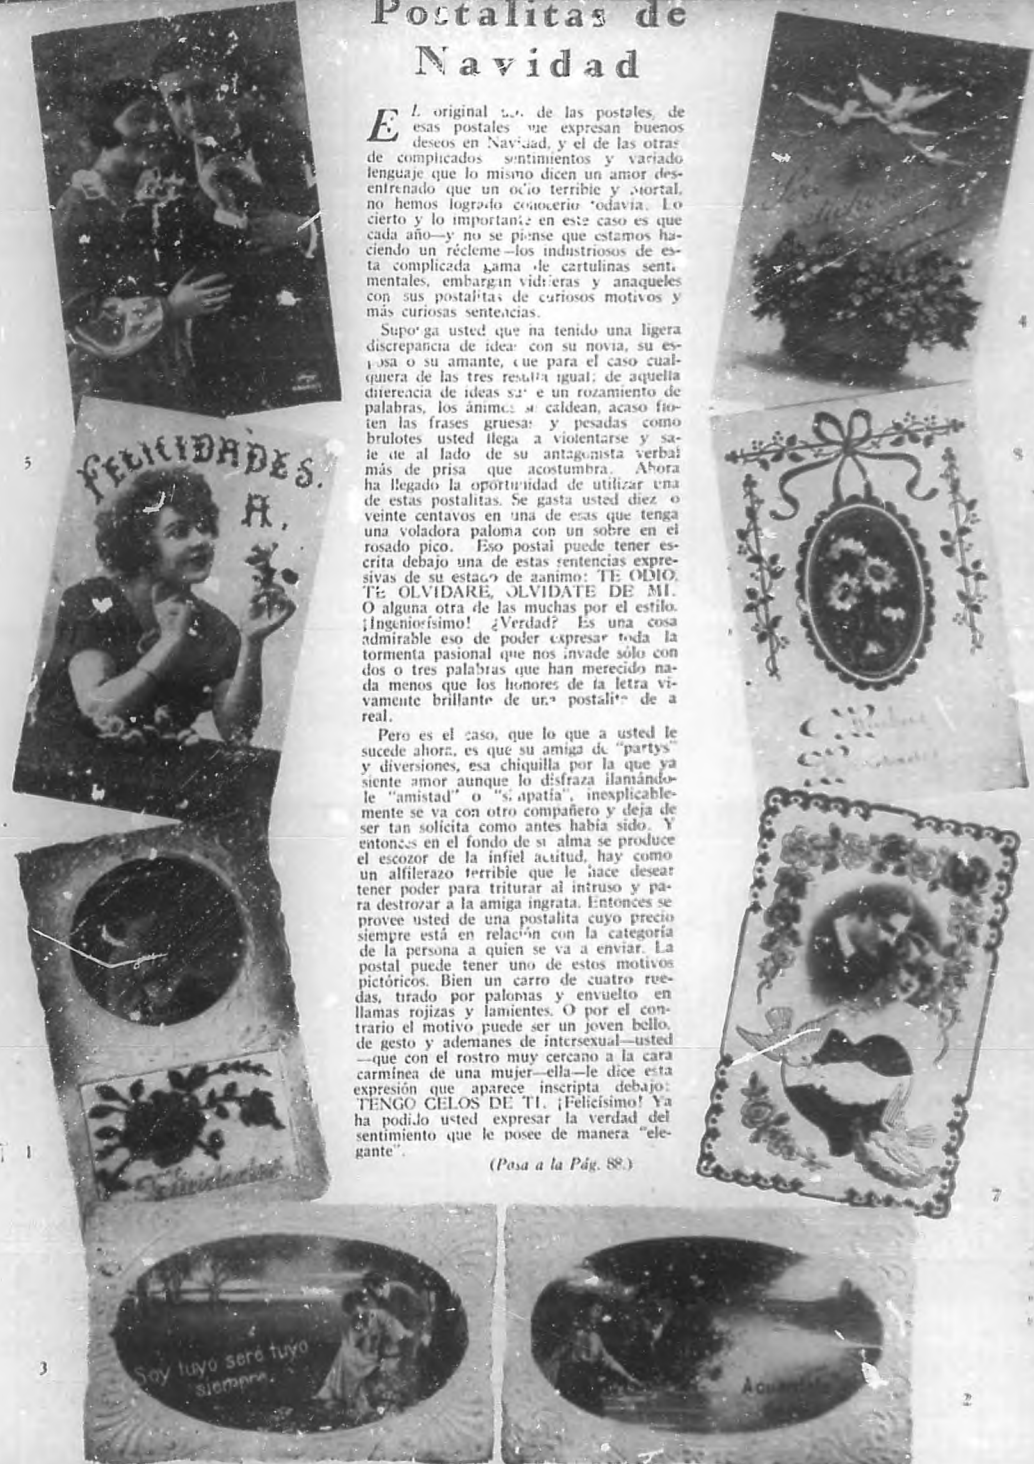 Postalitas de
Navidad
EL original de las postales, de
esas postales que expresan buenos
deseos en Navidad, y el de las otras
de complicados sentimientos y variado
lenguaje que lo mismo dicen un amor des-
enfrenado que un odio terrible y mortal,
no hemos logrado conocerlo todavía. Lo
cierto y lo importante en este caso es que
cada año—y no se piense que estamos ha-
ciendo un récleme—los industriosos de es-
ta complicada gama de cartulinas senti-
mentales, embargan vidrieras y anaqueles
con sus postalitas de curiosos motivos y
más curiosas sentencias.
Suponga usted que ha tenido una ligera
discrepancia de ideas con su novia, su es-
posa o su amante, que para el caso cual-
quiera de las tres resulta igual; de aquella
diferencia de ideas surge un rozamiento de
palabras, los ánimos se caldean, acaso flo-
ten las frases gruesas y pesadas como
brulotes usted llega a violentarse y sa-
le de al lado de su antagonista verbal
más de prisa que acostumbra. Ahora
ha llegado la oportunidad de utilizar una
de estas postalitas. Se gasta usted diez o
veinte centavos en una de esas que tenga
una voladora paloma con un sobre en el
rosado pico. Eso postal puede tener es-
crita debajo una de estas sentencias expre-
sivas de su estado de aanimo: TE ODIO,
TE OLVIDARE, OLVIDATE DE MI.
O alguna otra de las muchas por el estilo.
¡Ingeniosísimo! ¿Verdad? Es una cosa
admirable eso de poder expresar toda la
tormenta pasional que nos invade sólo con
dos o tres palabras que han merecido na-
da menos que los honores de la letra vi-
vamente brillante de una postalita de a
real.
Pero es el caso, que lo que a usted le
sucede ahora, es que su amiga de "partys"
y diversiones, esa chiquilla por la que ya
siente amor aunque lo disfraza llamándo-
le "amistad" o "simpatía", inexplicable-
mente se va con otro compañero y deja de
ser tan solícita como antes había sido. Y
entonces en el fondo de su alma se produce
el escozor de la infiel actitud, hay como
un alfilerazo terrible que le hace desear
tener poder para triturar al intruso y pa-
ra destrozar a la amiga ingrata. Entonces se
provee usted de una postalita cuyo precio
siempre está en relación con la categoría
de la persona a quien se va a enviar. La
postal puede tener uno de estos motivos
pictóricos. Bien un carro de cuatro rue-
das, tirado por palomas y envuelto en
llamas rojizas y lamientes. O por el con-
trario el motivo puede ser un joven bello,
de gesto y ademanes de intersexual—usted
—que con el rostro muy cercano a la cara
carmínea de una mujer—ella—le dice esta
expresión que aparece inscripta debajo:
TENGO CELOS DE TI. ¡Felicísimo! Ya
ha podido usted expresar la verdad del
sentimiento que le posee de manera "ele-
gante".
(Pasa a la Pág. 88.)
4
5
FELICIDADES.
A.
8
1
Felicidades
7
3
Soy tuyo seré tuyo
siempre.
2